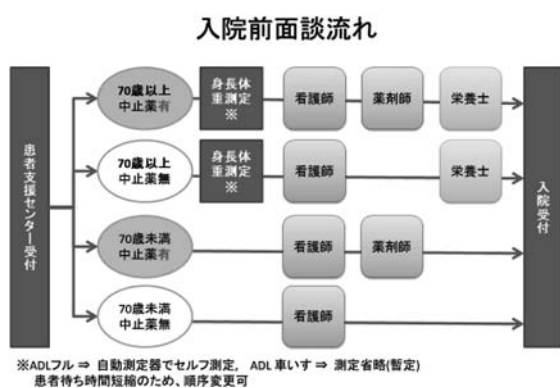 入院前面談流れ
患者支援センター受付
70歳以上
中止薬有
身長体
重測定
※
看護師
薬剤師
栄養士
70歳以上
中止薬無
身長体
重測定
※
看護師
栄養士
70歳未満
中止薬有
看護師
薬剤師
70歳未満
中止薬無
看護師
入院受付
※ADLフル ⇒ 自動測定器でセルフ測定, ADL 車いす ⇒ 測定省略(暫定)
患者待ち時間短縮のため、順序変更可